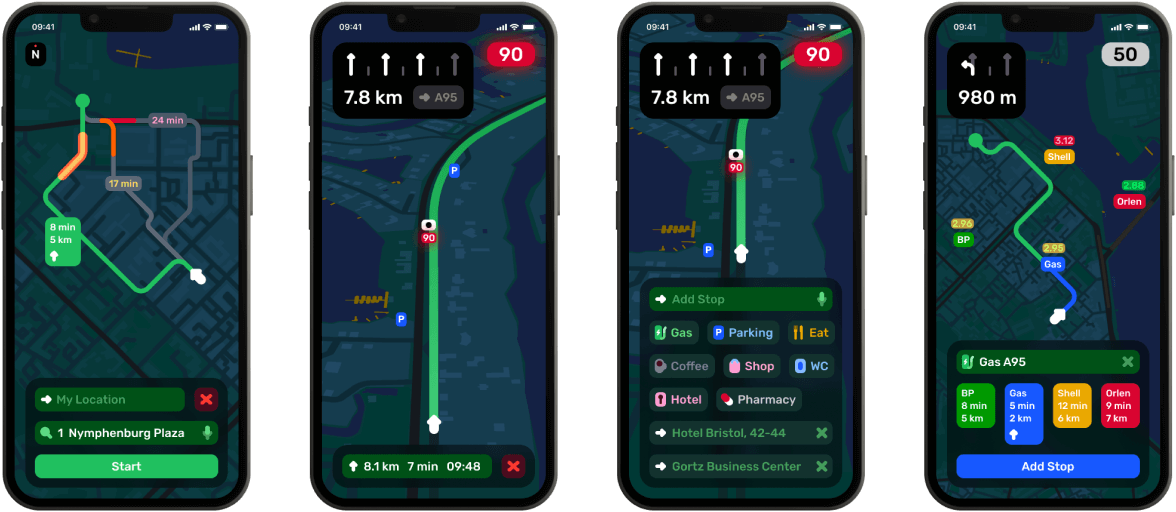 09:41
N
24 min
17 min
8 min
5 km
My Location
1 Nymphenburg Plaza
Start
09:41
90
7.8 km
A95
P
90
P
8.1 km 7 min 09:48
09:41
90
7.8 km
A95
90
P
Add Stop
Gas
P Parking
Eat
Coffee
Shop
WC
Hotel
Pharmacy
Hotel Bristol, 42-44
Gortz Business Center
09:41
50
980 m
3.12
Shell
2.88
Orlen
2.96
BP
2.95
Gas
Gas A95
BP
8 min
5 km
Gas
5 min
2 km
Shell
12 min
6 km
Orlen
9 min
7 km
Add Stop